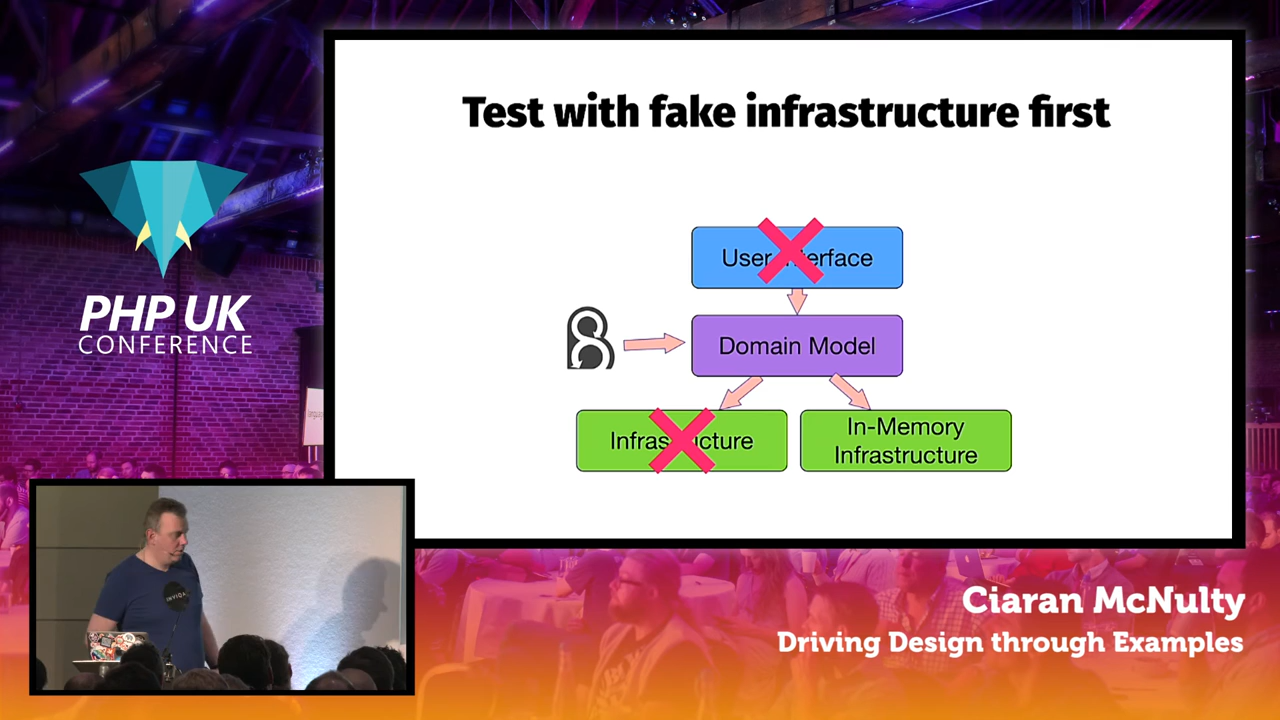 Test with fake infrastructure first
User Interface
Domain Model
Infrastructure
In-Memory
Infrastructure
PHP UK
CONFERENCE
INVIQA
Ciaran McNulty
Driving Design through Examples